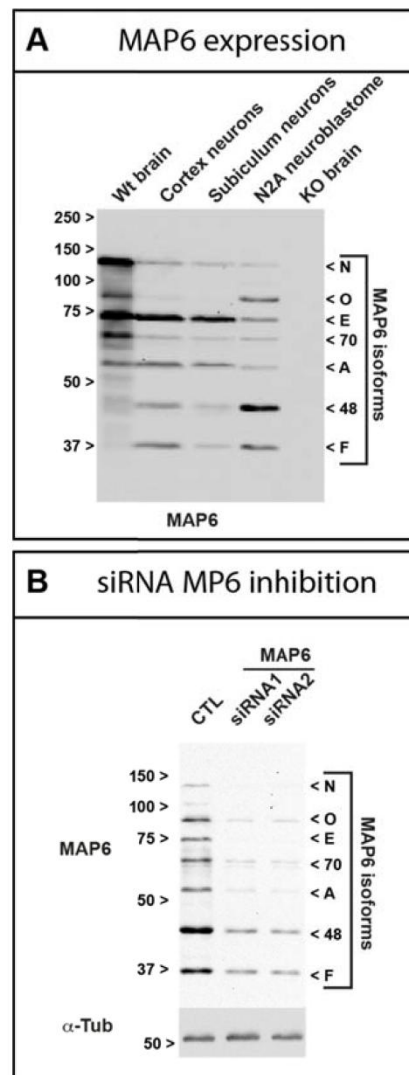 A MAP6 expression
Wt brain
Cortex neurons
Subiculum neurons
N2A neuroblastome
KO brain
250 >
150 >
100 >
75 >
50 >
37 >
< N
< O
< E
< 70
< A
< 48
< F
MAP6 isoforms
MAP6
B siRNA MP6 inhibition
MAP6
CTL
siRNA1
siRNA2
150 >
100 >
75 >
50 >
37 >
MAP6
< N
< O
< E
< 70
< A
< 48
< F
MAP6 isoforms
α-Tub
50 >